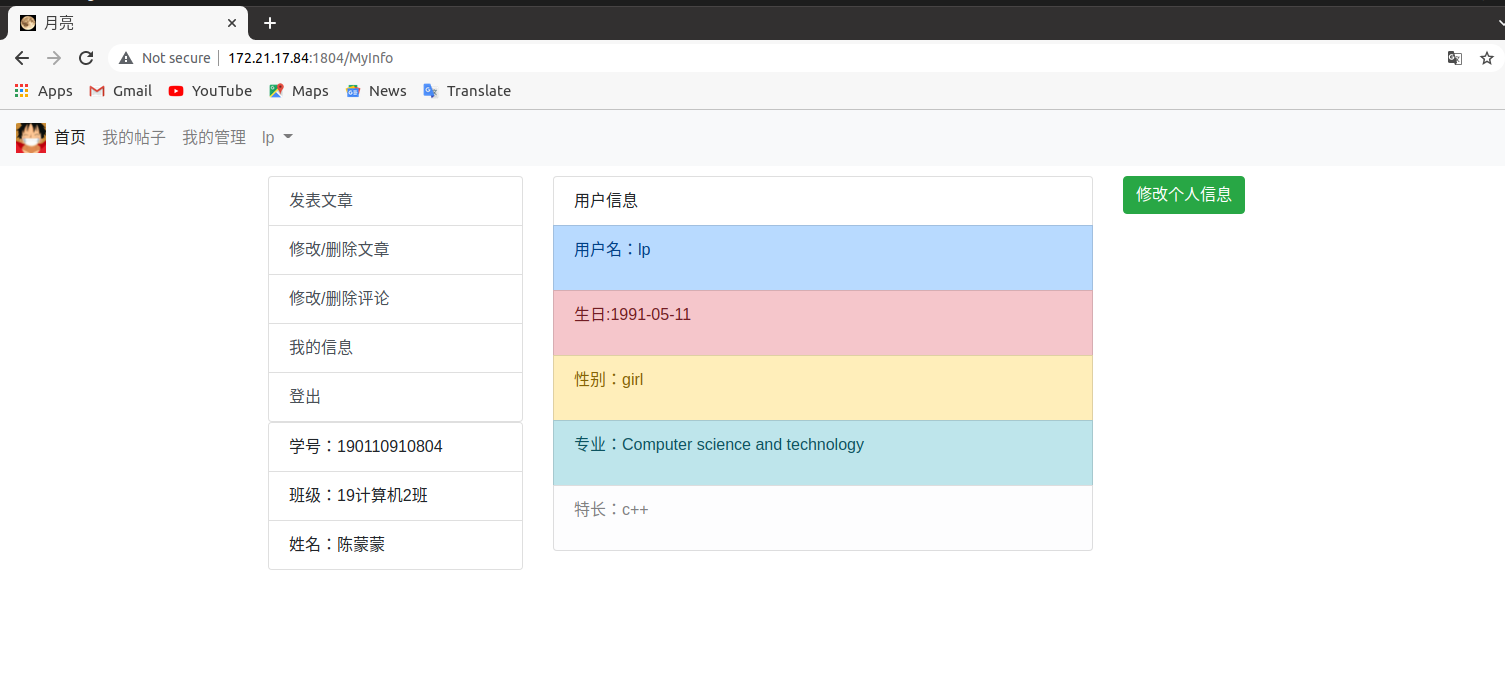 月亮
Not secure 172.21.17.84:1804/MyInfo
Apps Gmail YouTube Maps News Translate
首页 我的帖子 我的管理 lp
发表文章
修改/删除文章
修改/删除评论
我的信息
登出
学号：190110910804
班级：19计算机2班
姓名：陈蒙蒙
用户信息
用户名：lp
生日:1991-05-11
性别：girl
专业：Computer science and technology
特长：c++
修改个人信息